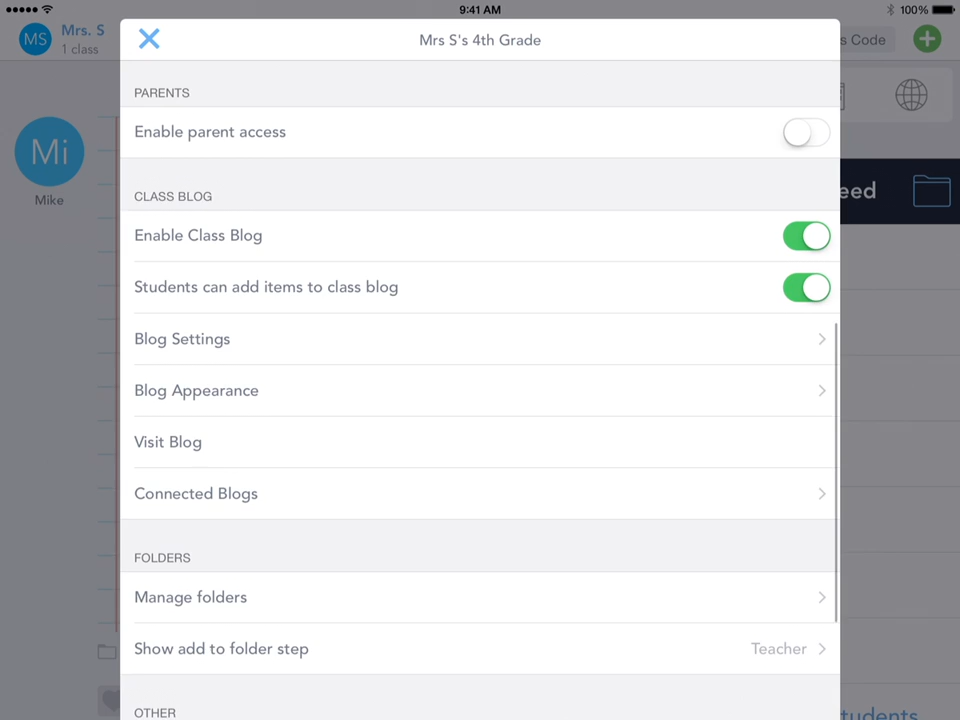 9:41 AM
100%
MS
Mrs. S
1 class
Mrs S's 4th Grade
s Code
PARENTS
Enable parent access
Mi
Mike
CLASS BLOG
eed
Enable Class Blog
Students can add items to class blog
Blog Settings
Blog Appearance
Visit Blog
Connected Blogs
FOLDERS
Manage folders
Show add to folder step
Teacher
OTHER
tudents